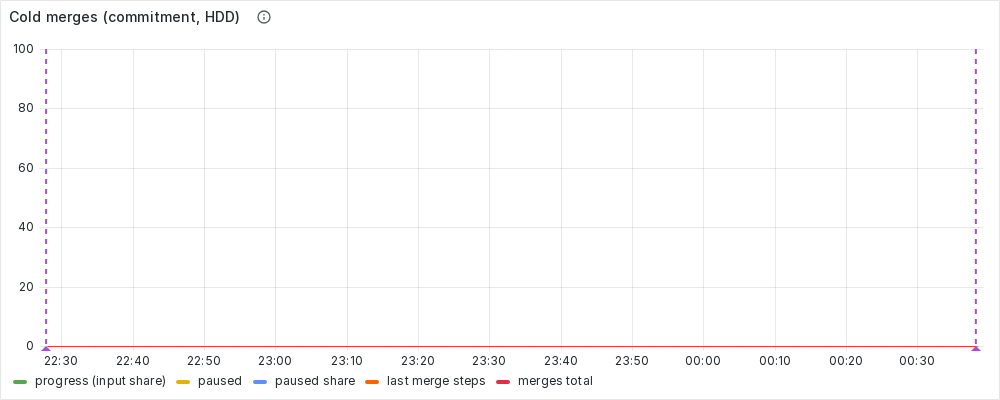 Cold merges (commitment, HDD)
100
80
60
40
20
0
22:30 22:40 22:50 23:00 23:10 23:20 23:30 23:40 23:50 00:00 00:10 00:20 00:30
progress (input share) paused paused share last merge steps merges total